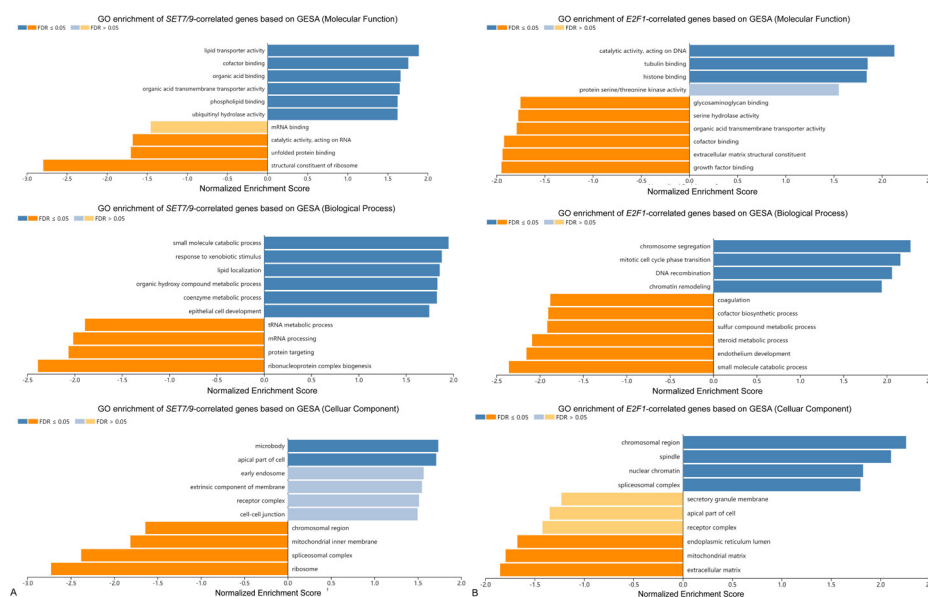 GO enrichment of SET7/9-correlated genes based on GESA (Molecular Function)
FDR ≤ 0.05 FDR > 0.05
lipid transporter activity
cofactor binding
organic acid binding
organic acid transmembrane transporter activity
phospholipid binding
ubiquitinyl hydrolase activity
mRNA binding
catalytic activity, acting on RNA
unfolded protein binding
structural constituent of ribosome
-3.0 -2.5 -2.0 -1.5 -1.0 -0.5 0.0 0.5 1.0 1.5 2.0
Normalized Enrichment Score
GO enrichment of SET7/9-correlated genes based on GESA (Biological Process)
FDR ≤ 0.05 FDR > 0.05
small molecule catabolic process
response to xenobiotic stimulus
lipid localization
organic hydroxy compound metabolic process
coenzyme metabolic process
epithelial cell development
tRNA metabolic process
mRNA processing
protein targeting
ribonucleoprotein complex biogenesis
-2.5 -2.0 -1.5 -1.0 -0.5 0.0 0.5 1.0 1.5 2.0
Normalized Enrichment Score
GO enrichment of SET7/9-correlated genes based on GESA (Celluar Component)
FDR ≤ 0.05 FDR > 0.05
microbody
apical part of cell
early endosome
extrinsic component of membrane
receptor complex
cell-cell junction
chromosomal region
mitochondrial inner membrane
spliceosomal complex
ribosome
-3.0 -2.5 -2.0 -1.5 -1.0 -0.5 0.0 0.5 1.0 1.5 2.0
Normalized Enrichment Score
A
GO enrichment of E2F1-correlated genes based on GESA (Molecular Function)
FDR ≤ 0.05 FDR > 0.05
catalytic activity, acting on DNA
tubulin binding
histone binding
protein serine/threonine kinase activity
glycosaminoglycan binding
serine hydrolase activity
organic acid transmembrane transporter activity
cofactor binding
extracellular matrix structural constituent
growth factor binding
-2.0 -1.5 -1.0 -0.5 0.0 0.5 1.0 1.5 2.0 2.5
Normalized Enrichment Score
GO enrichment of E2F1-correlated genes based on GESA (Biological Process)
FDR ≤ 0.05 FDR > 0.05
chromosome segregation
mitotic cell cycle phase transition
DNA recombination
chromatin remodeling
coagulation
cofactor biosynthetic process
sulfur compound metabolic process
steroid metabolic process
endothelium development
small molecule catabolic process
-2.5 -2.0 -1.5 -1.0 -0.5 0.0 0.5 1.0 1.5 2.0 2.5
Normalized Enrichment Score
GO enrichment of E2F1-correlated genes based on GESA (Celluar Component)
FDR ≤ 0.05 FDR > 0.05
chromosomal region
spindle
nuclear chromatin
spliceosomal complex
secretory granule membrane
apical part of cell
receptor complex
endoplasmic reticulum lumen
mitochondrial matrix
extracellular matrix
-2.0 -1.5 -1.0 -0.5 0.0 0.5 1.0 1.5 2.0 2.5
Normalized Enrichment Score
B